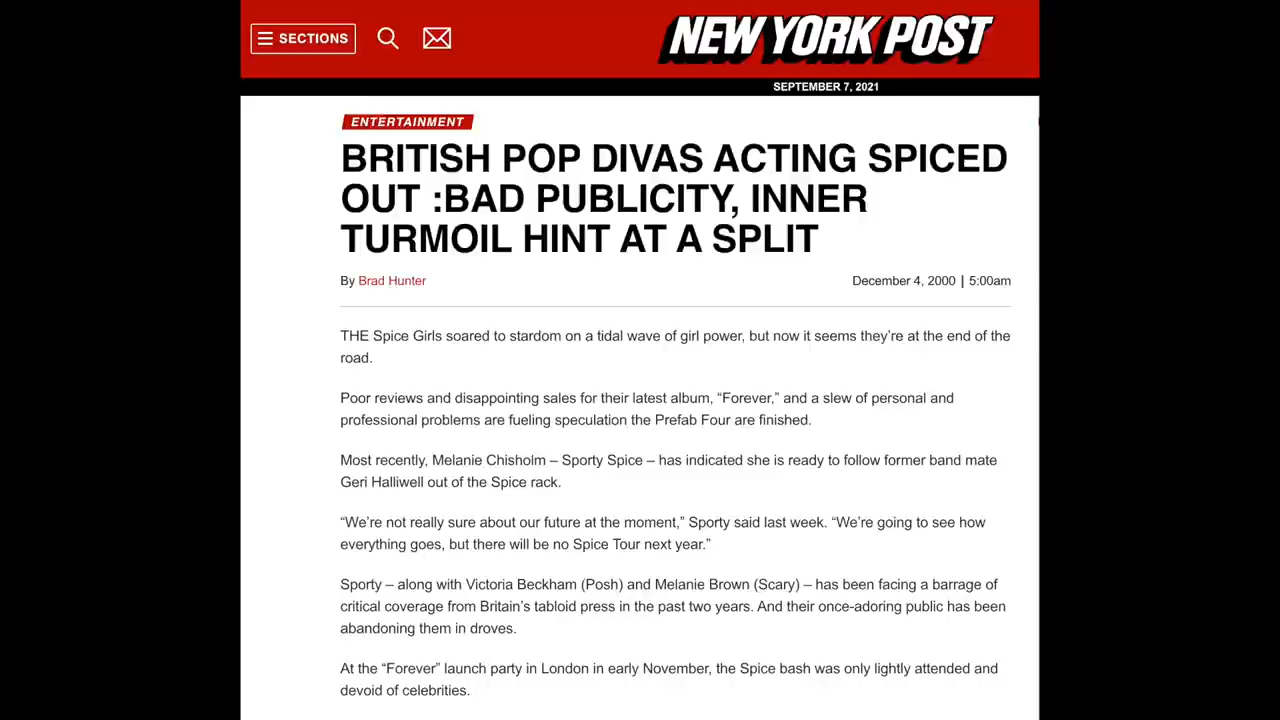 SECTIONS
NEW YORK POST
SEPTEMBER 7, 2021
ENTERTAINMENT
BRITISH POP DIVAS ACTING SPICED
OUT :BAD PUBLICITY, INNER
TURMOIL HINT AT A SPLIT
By Brad Hunter
December 4, 2000 | 5:00am
THE Spice Girls soared to stardom on a tidal wave of girl power, but now it seems they’re at the end of the
road.
Poor reviews and disappointing sales for their latest album, “Forever,” and a slew of personal and
professional problems are fueling speculation the Prefab Four are finished.
Most recently, Melanie Chisholm – Sporty Spice – has indicated she is ready to follow former band mate
Geri Halliwell out of the Spice rack.
“We’re not really sure about our future at the moment,” Sporty said last week. “We’re going to see how
everything goes, but there will be no Spice Tour next year.”
Sporty – along with Victoria Beckham (Posh) and Melanie Brown (Scary) – has been facing a barrage of
critical coverage from Britain’s tabloid press in the past two years. And their once-adoring public has been
abandoning them in droves.
At the “Forever” launch party in London in early November, the Spice bash was only lightly attended and
devoid of celebrities.